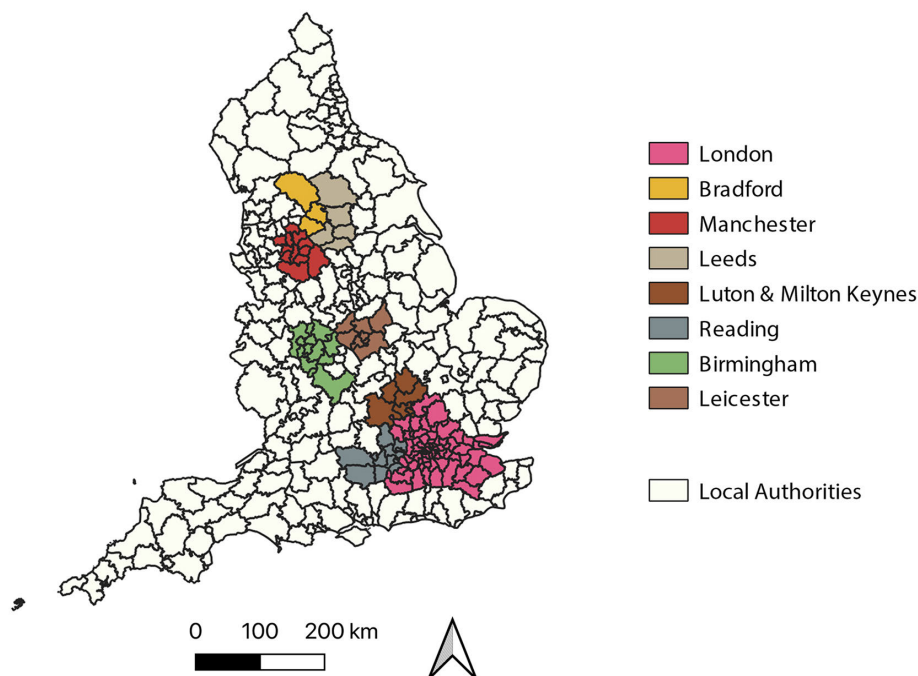 London
Bradford
Manchester
Leeds
Luton & Milton Keynes
Reading
Birmingham
Leicester
Local Authorities
0 100 200 km